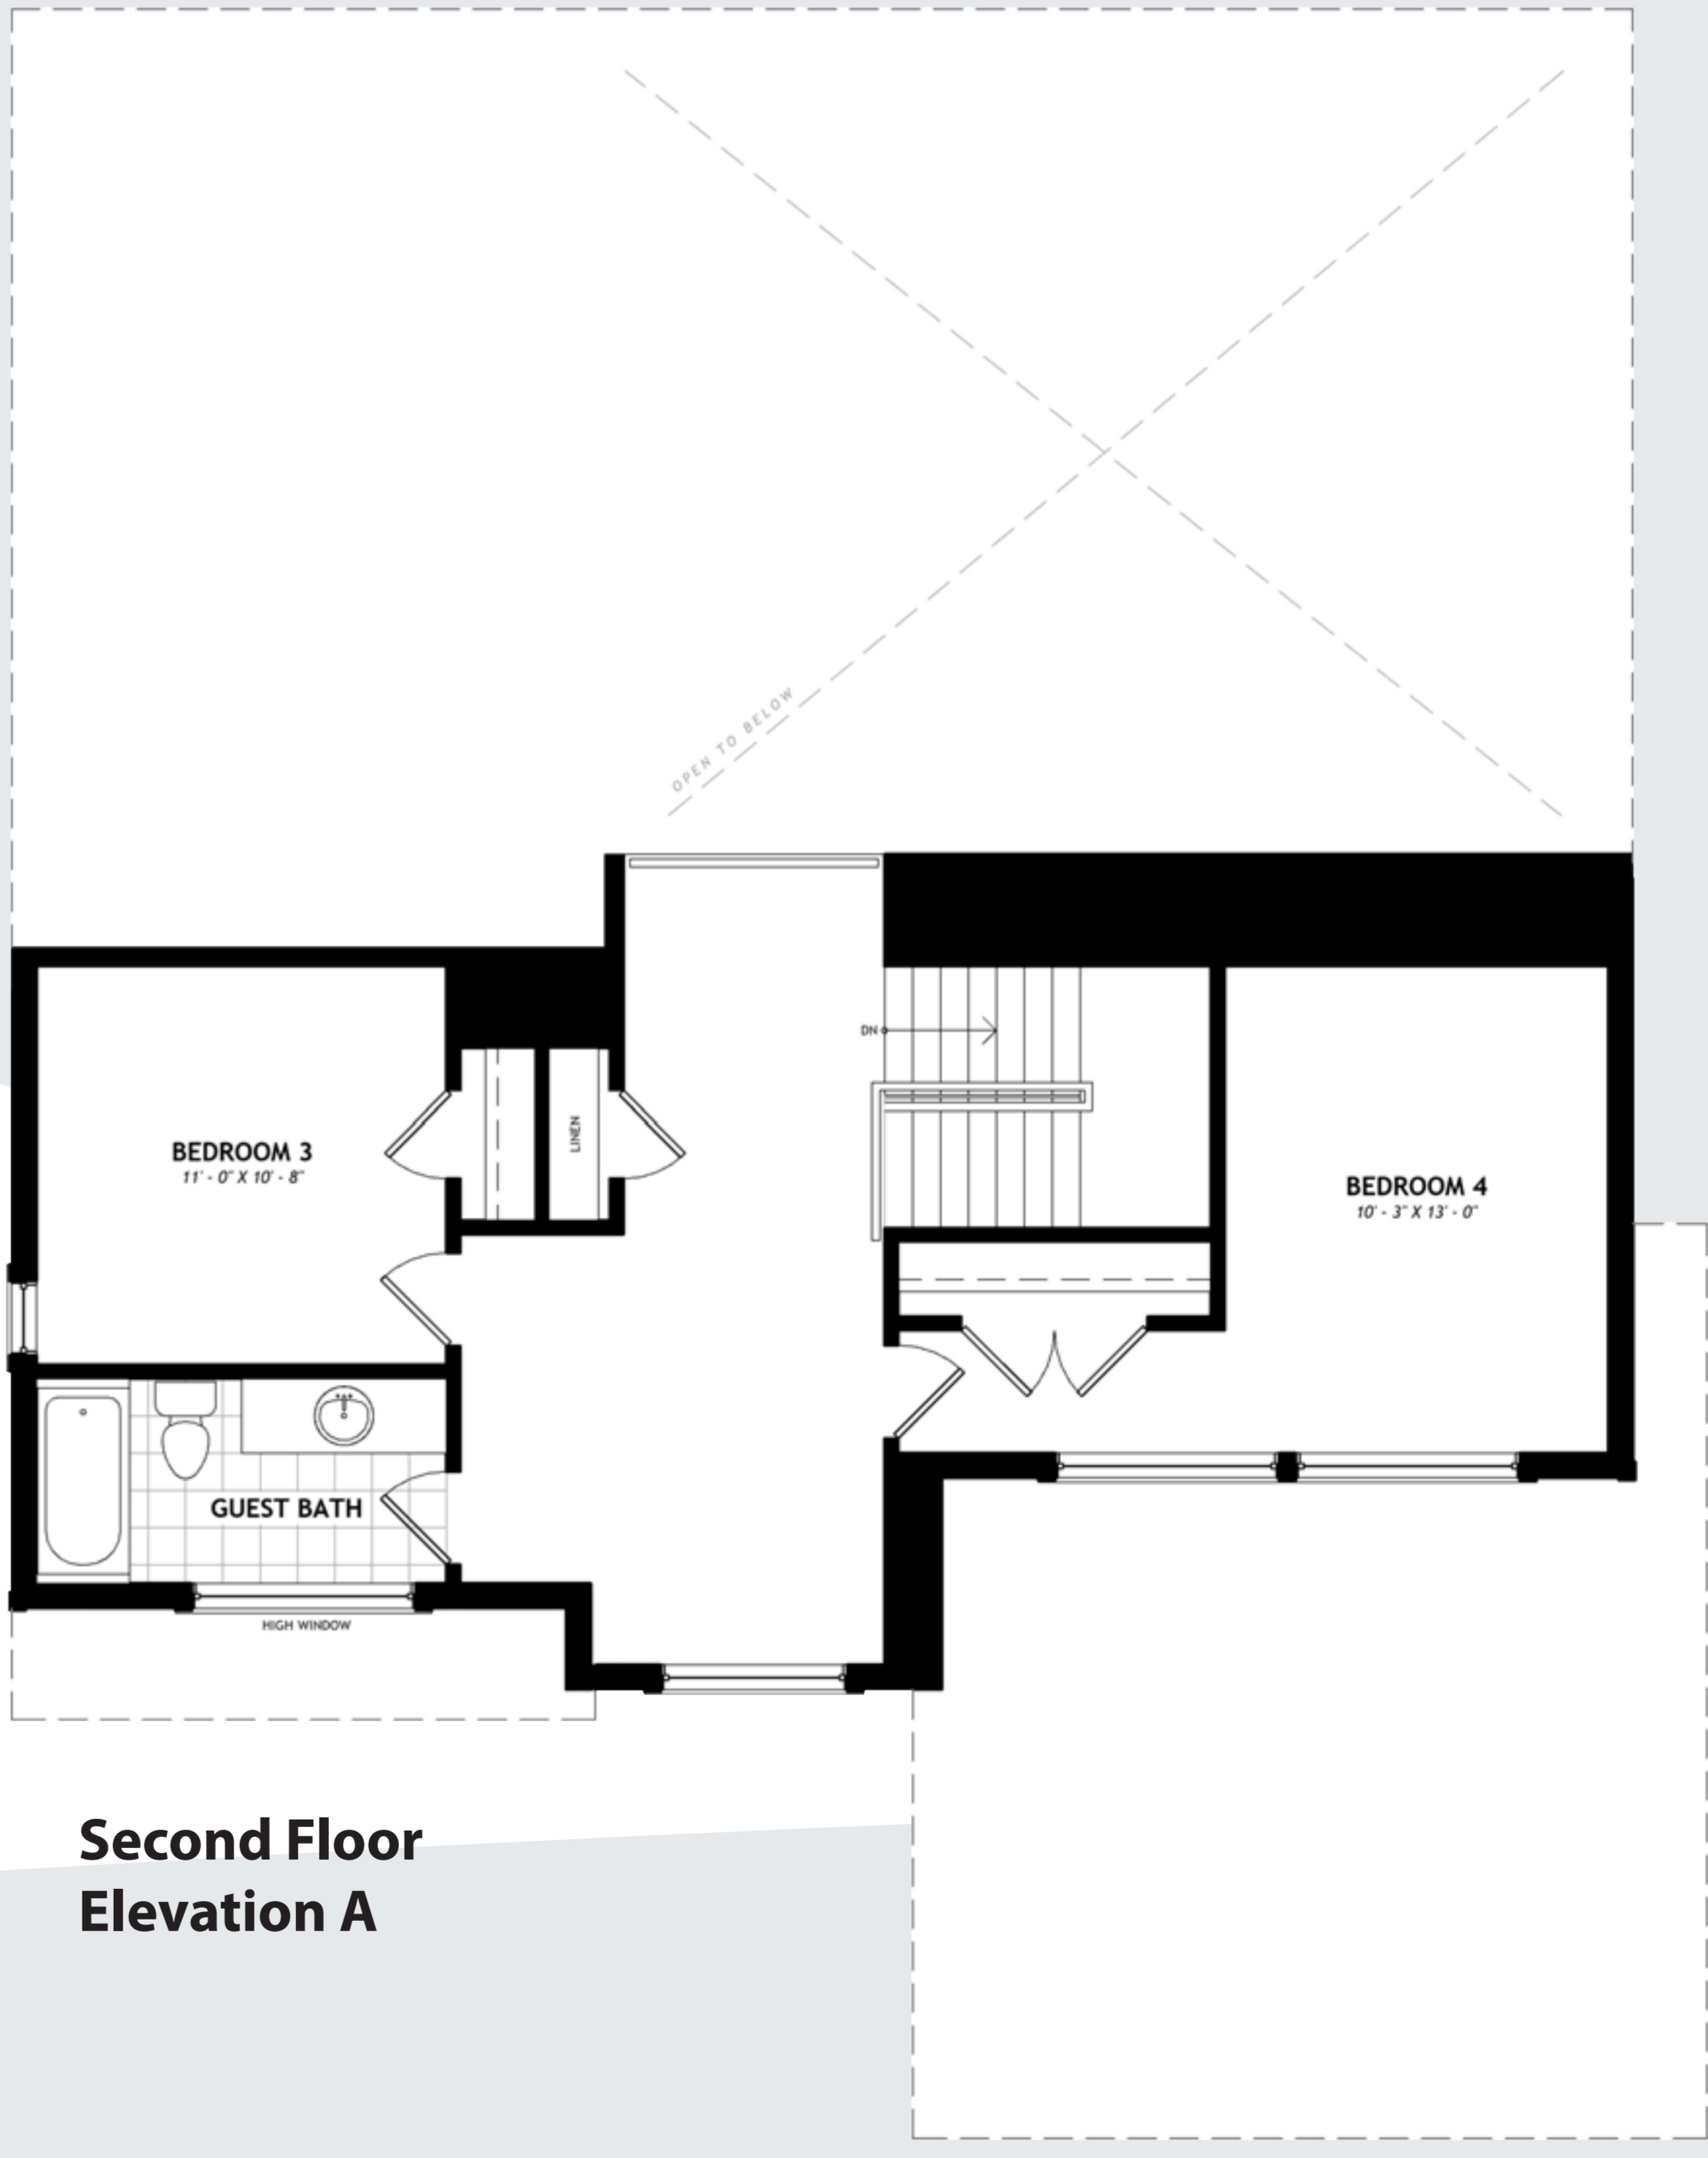 OPEN TO BELOW
DN
LINEN
BEDROOM 3
11' - 0" X 10' - 8"
BEDROOM 4
10' - 3" X 13' - 0"
GUEST BATH
HIGH WINDOW
Second Floor
Elevation A